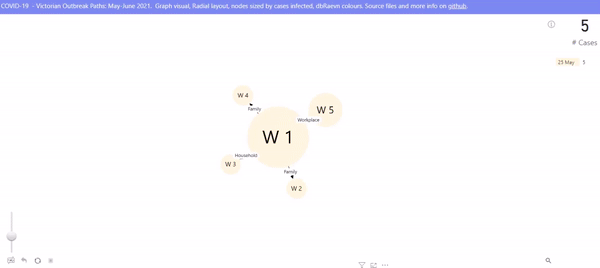 COVID-19 - Victorian Outbreak Paths: May-June 2021. Graph visual, Radial layout, nodes sized by cases infected, dbRaevn colours. Source files and more info on github.
5
# Cases
25 May 5
W 4
Family
W 5
Workplace
W 1
Household
W 3
Family
W 2